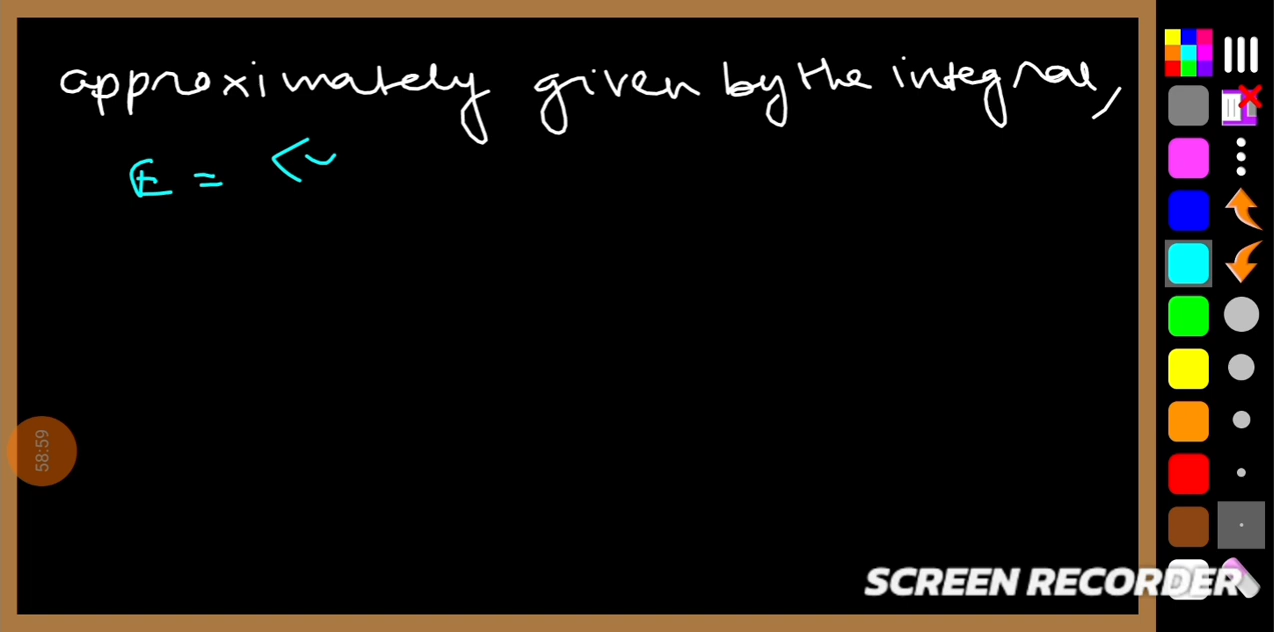 approximately given by the integral,
E = <
58:59
SCREEN RECORDER